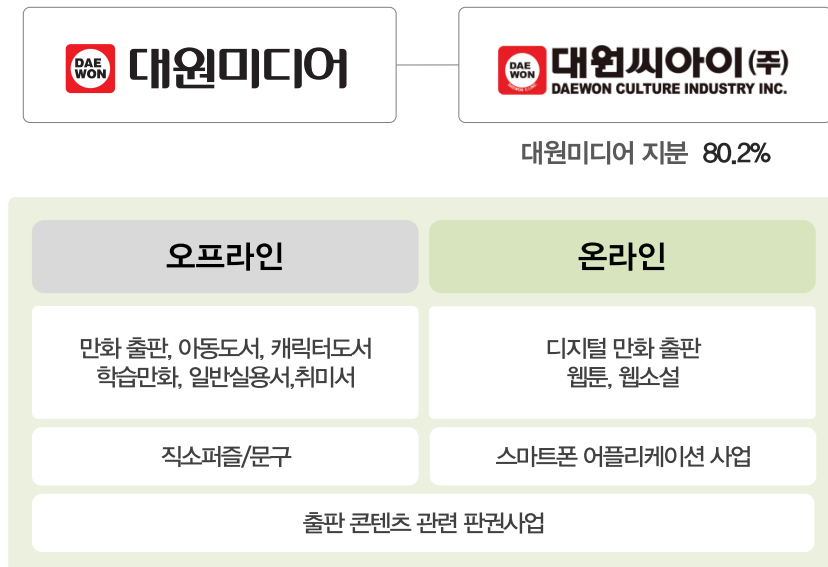 DAE
WON
대원미디어
DAE
WON
대원씨아이(주)
DAEWON CULTURE INDUSTRY INC.
대원미디어 지분 80.2%
오프라인
온라인
만화 출판, 아동도서, 캐릭터도서
학습만화, 일반실용서,취미서
디지털 만화 출판
웹툰, 웹소설
직소퍼즐/문구
스마트폰 어플리케이션 사업
출판 콘텐츠 관련 판권사업